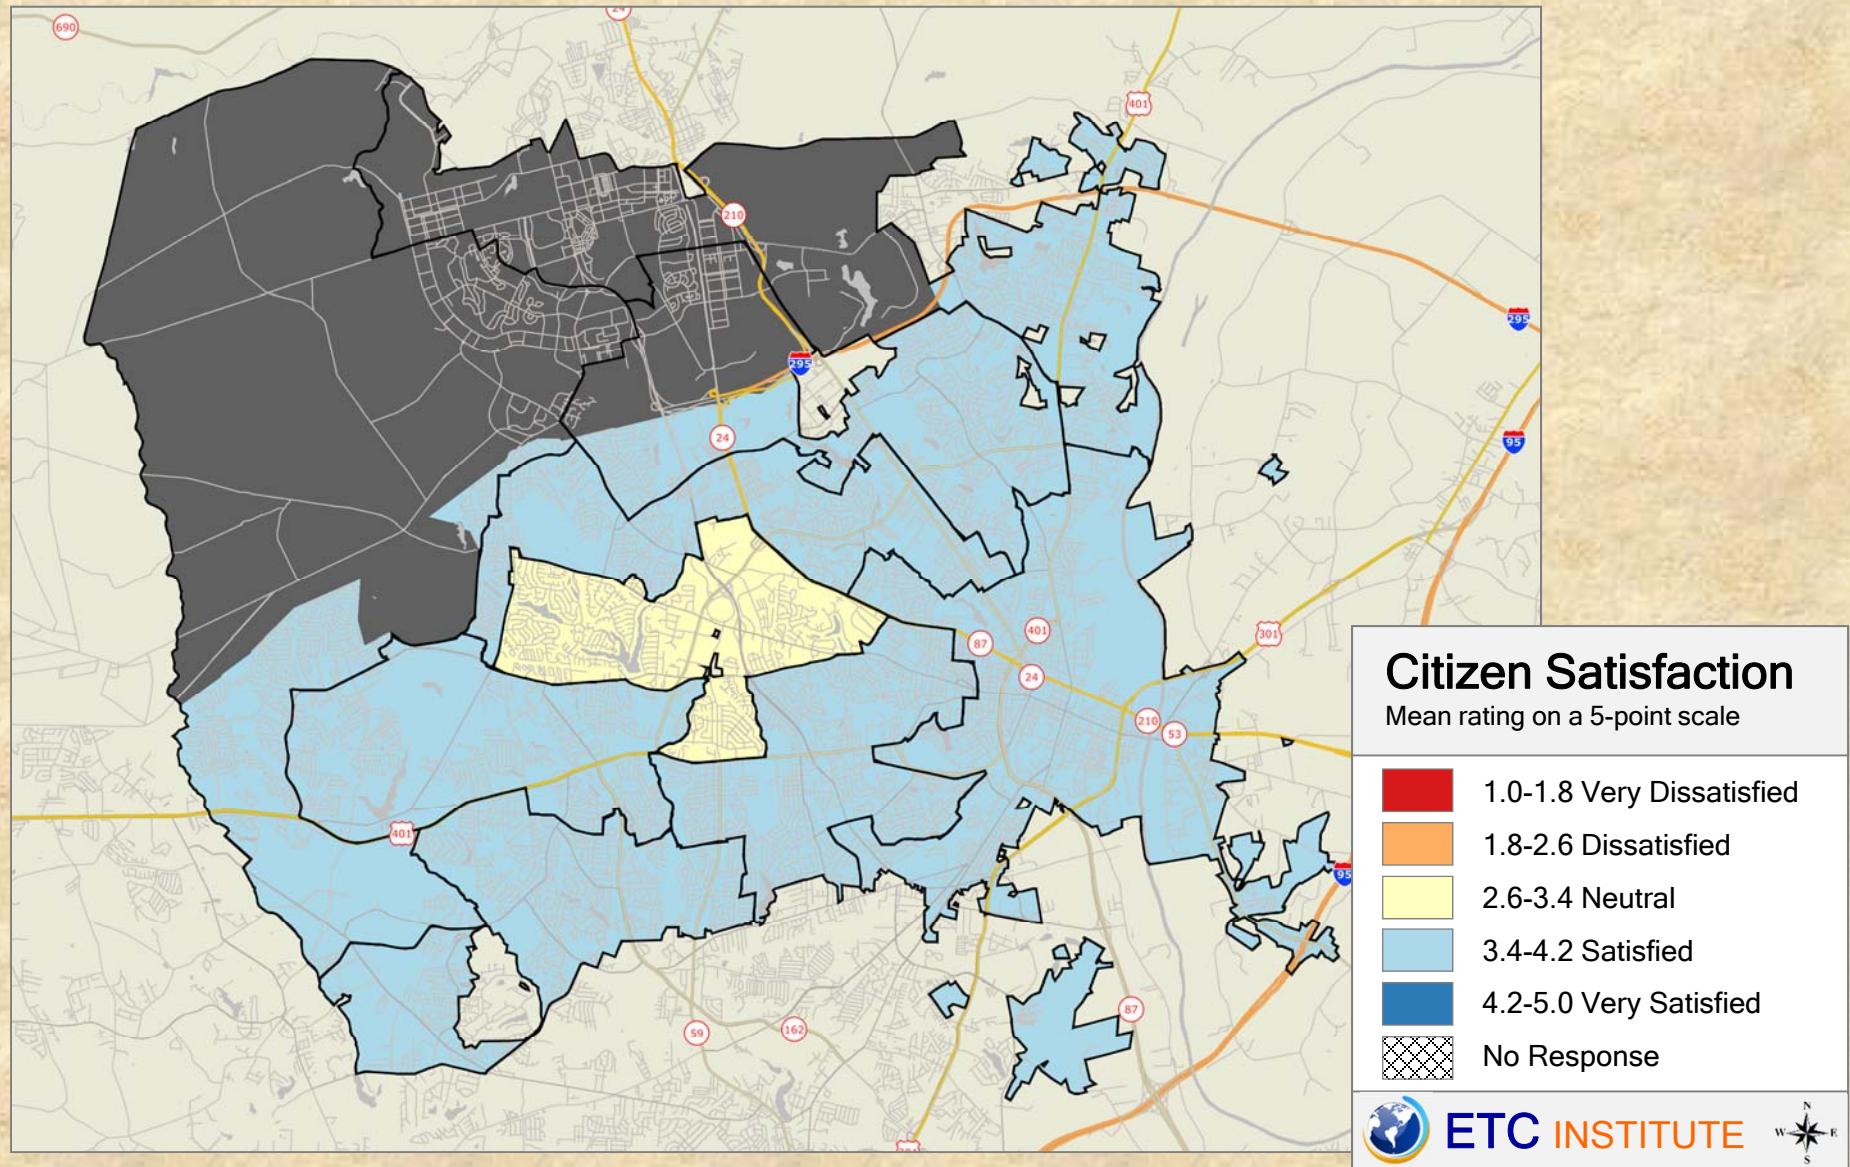 690
24
401
210
295
295
24
95
301
401
87
24
210
53
401
95
87
59
162
Citizen Satisfaction
Mean rating on a 5-point scale
1.0-1.8 Very Dissatisfied
1.8-2.6 Dissatisfied
2.6-3.4 Neutral
3.4-4.2 Satisfied
4.2-5.0 Very Satisfied
No Response
ETC INSTITUTE
N
W E
S